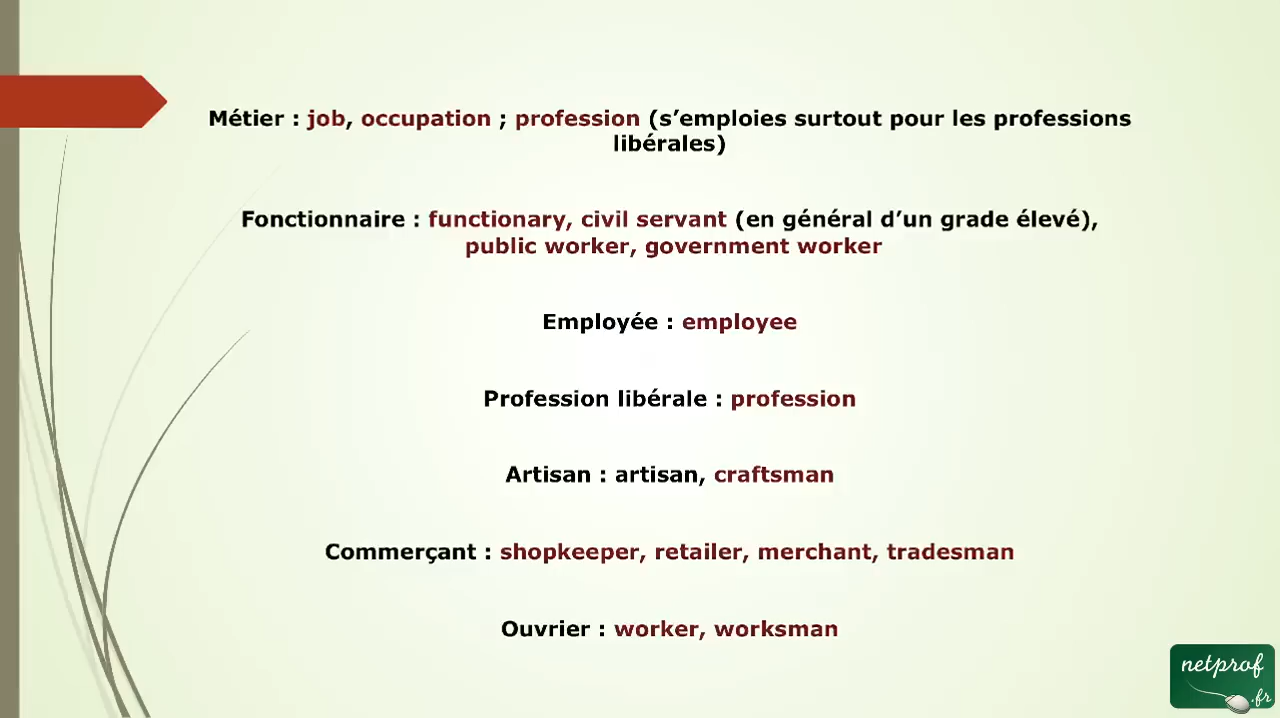 Métier : job, occupation ; profession (s’emploies surtout pour les professions
libérales)
Fonctionnaire : functionary, civil servant (en général d’un grade élevé),
public worker, government worker
Employée : employee
Profession libérale : profession
Artisan : artisan, craftsman
Commerçant : shopkeeper, retailer, merchant, tradesman
Ouvrier : worker, worksman
netprof
.fr